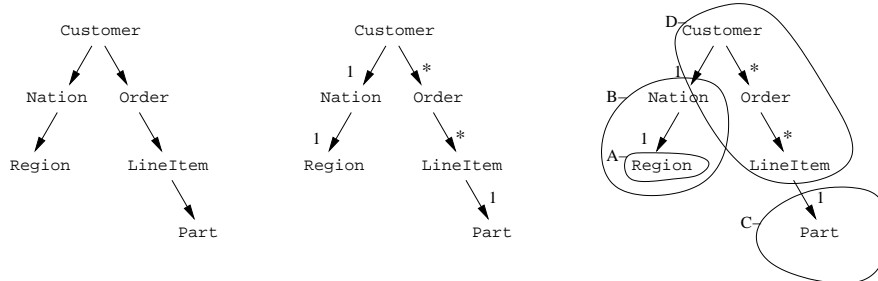 Customer
Nation Order
Region LineItem
Part
Customer
1 *
Nation Order
1 *
Region LineItem
1
Part
D Customer
1 *
B Nation Order
1 *
A Region LineItem
1
C Part